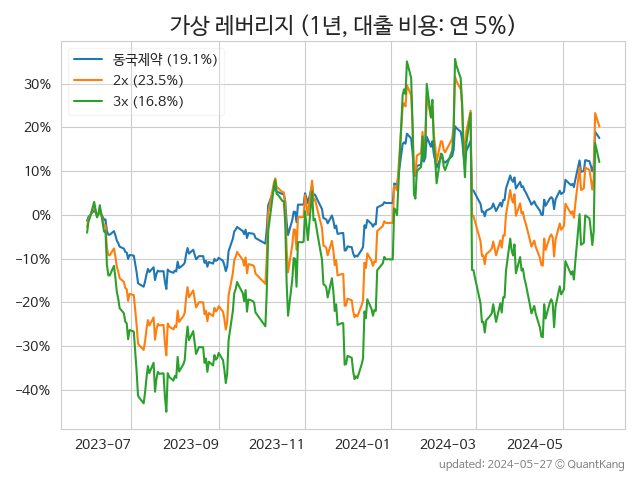 가상 레버리지 (1년, 대출 비용: 연 5%)
동국제약 (19.1%)
2x (23.5%)
3x (16.8%)
30%
20%
10%
0%
−10%
−20%
−30%
−40%
2023-07
2023-09
2023-11
2024-01
2024-03
2024-05
updated: 2024-05-27 © QuantKang